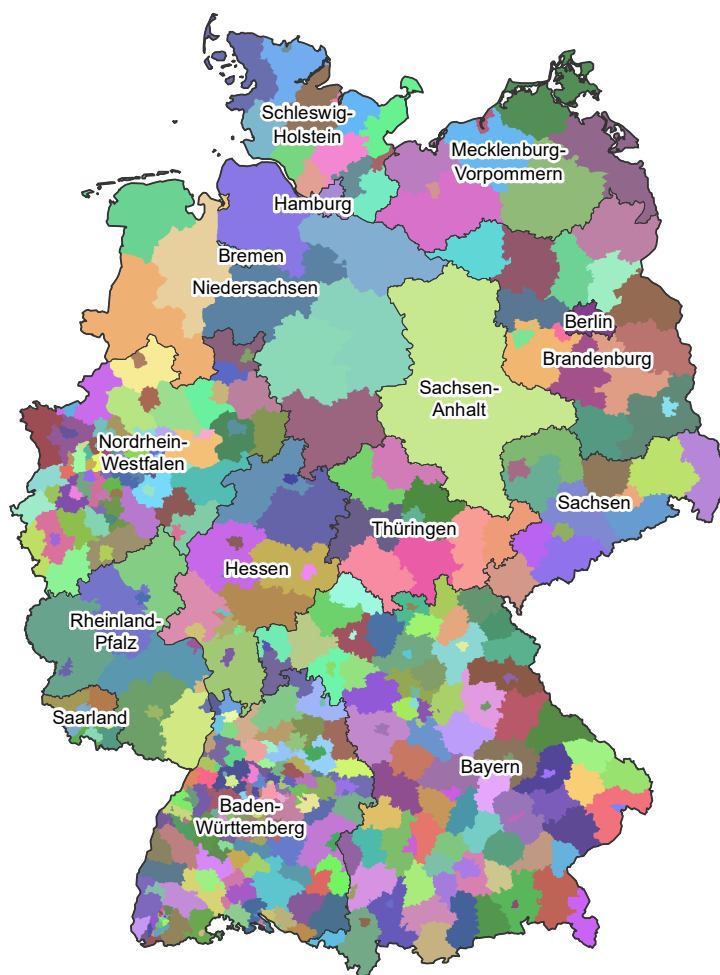 Schleswig-
Holstein
Mecklenburg-
Vorpommern
Hamburg
Bremen
Niedersachsen
Berlin
Brandenburg
Sachsen-
Anhalt
Nordrhein-
Westfalen
Sachsen
Thüringen
Hessen
Rheinland-
Pfalz
Saarland
Bayern
Baden-
Württemberg